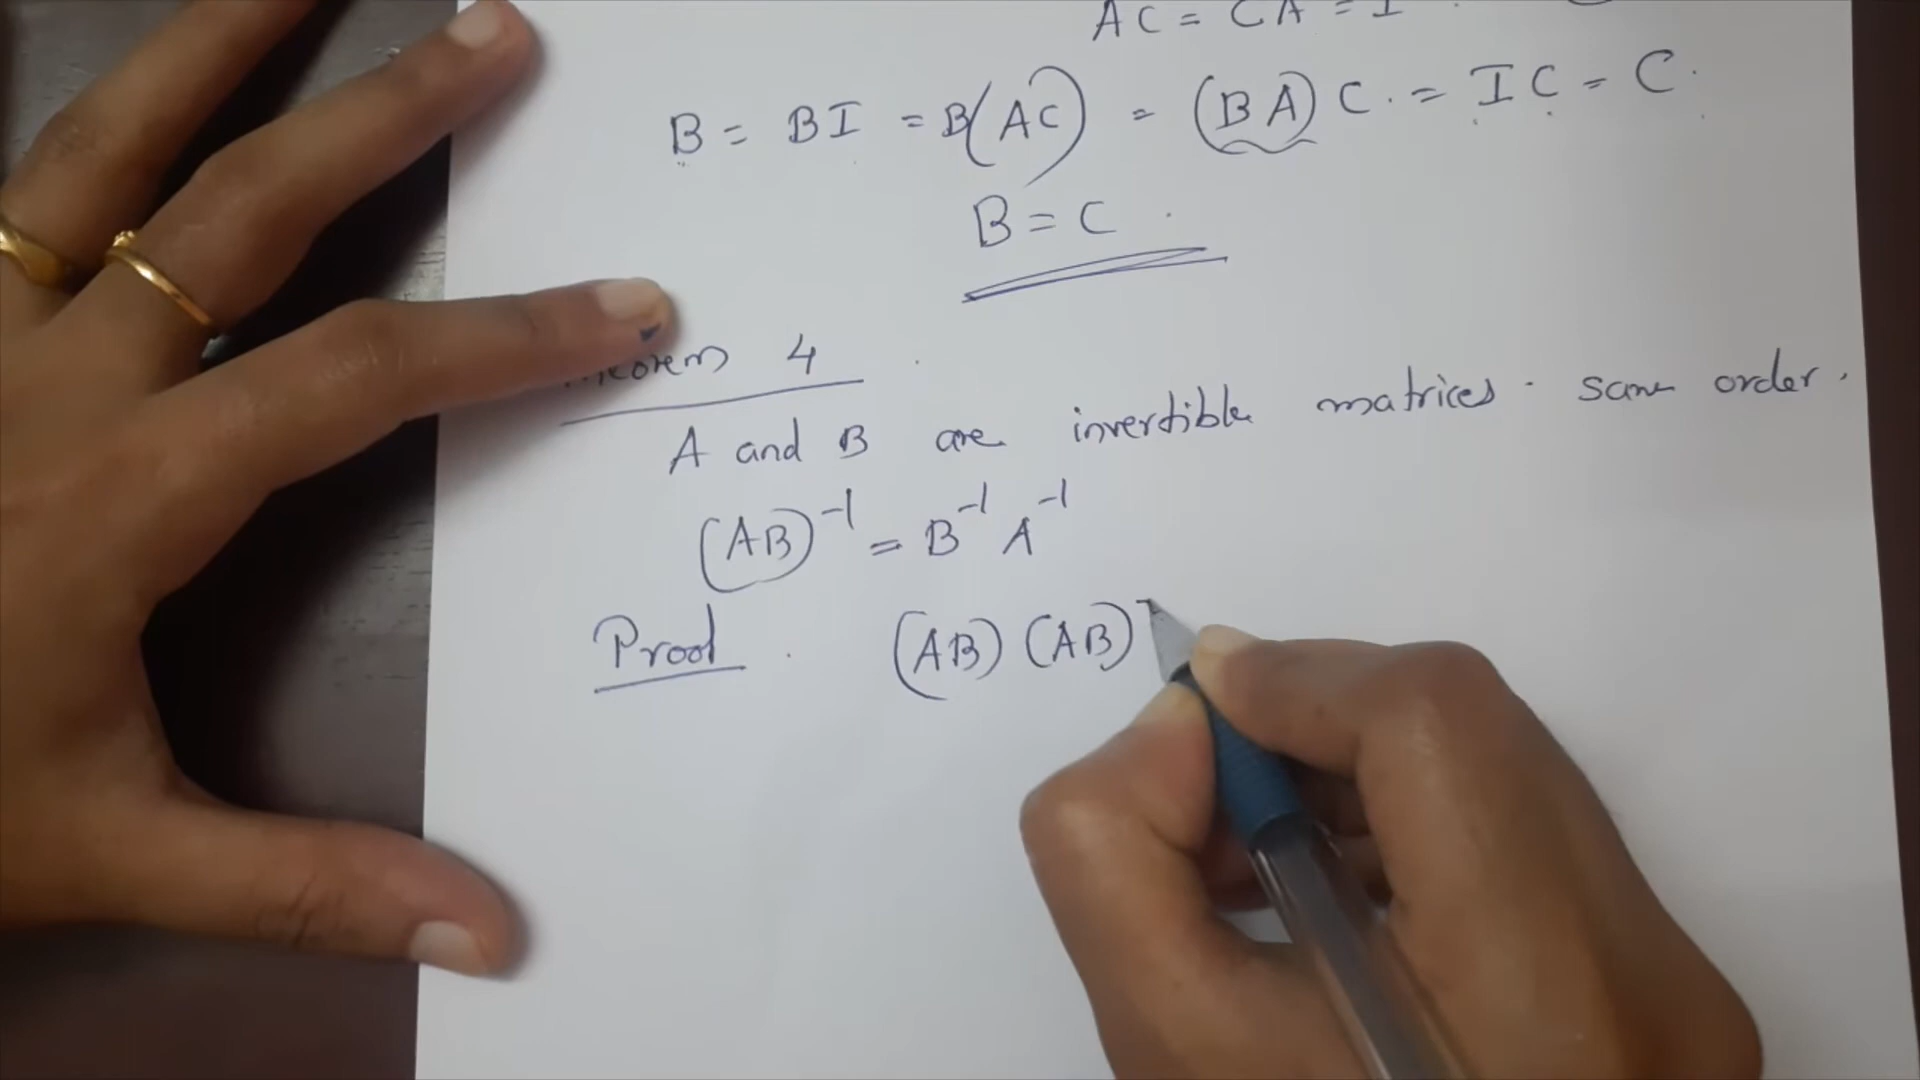 AC = CA = I
B = BI = B(AC) = (BA)C. = IC = C.
B = C.
Theorem 4
A and B are invertible matrices. same order.
(AB)⁻¹ = B⁻¹ A⁻¹
Proof (AB) (AB)⁻